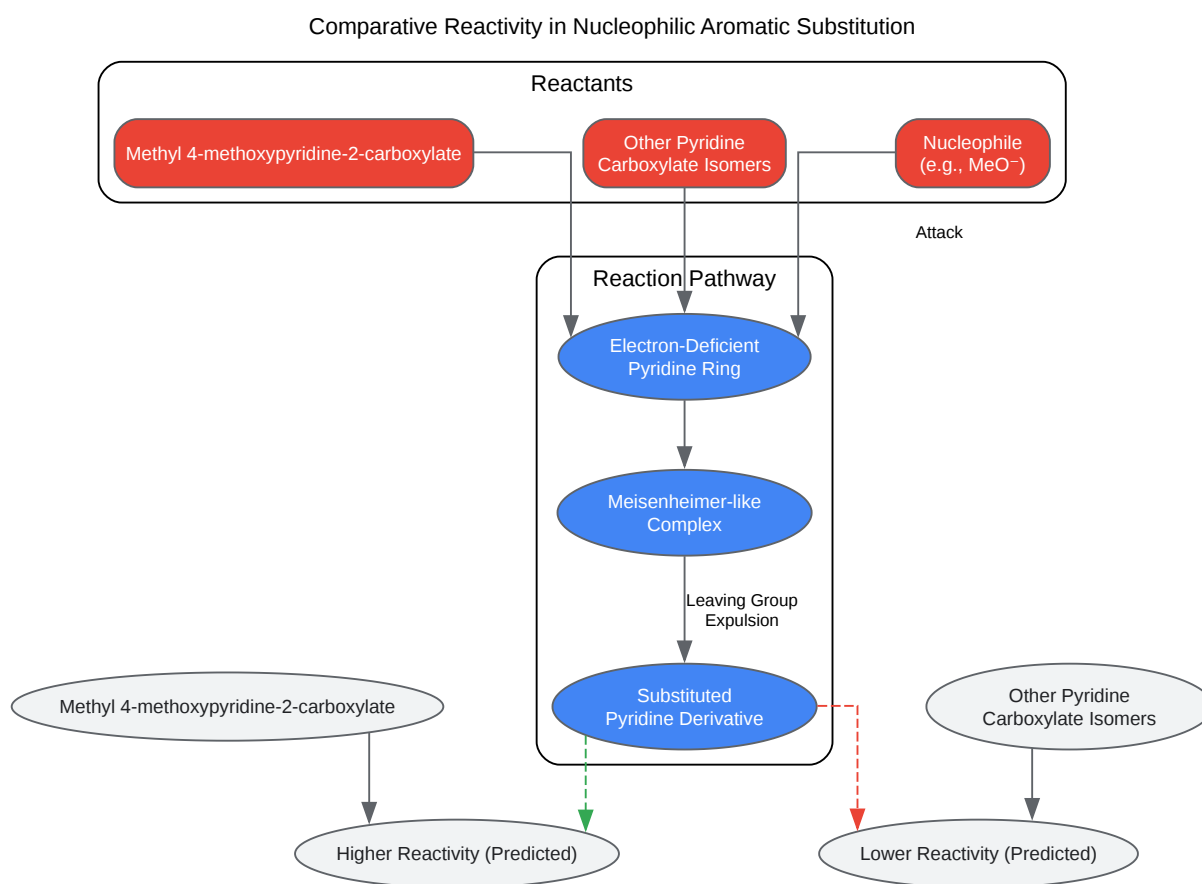 Comparative Reactivity in Nucleophilic Aromatic Substitution
Reactants
Methyl 4-methoxypyridine-2-carboxylate
Other Pyridine
Carboxylate Isomers
Nucleophile
(e.g., MeO⁻)
Attack
Reaction Pathway
Electron-Deficient
Pyridine Ring
Meisenheimer-like
Complex
Leaving Group
Expulsion
Methyl 4-methoxypyridine-2-carboxylate
Substituted
Pyridine Derivative
Other Pyridine
Carboxylate Isomers
Higher Reactivity (Predicted)
Lower Reactivity (Predicted)